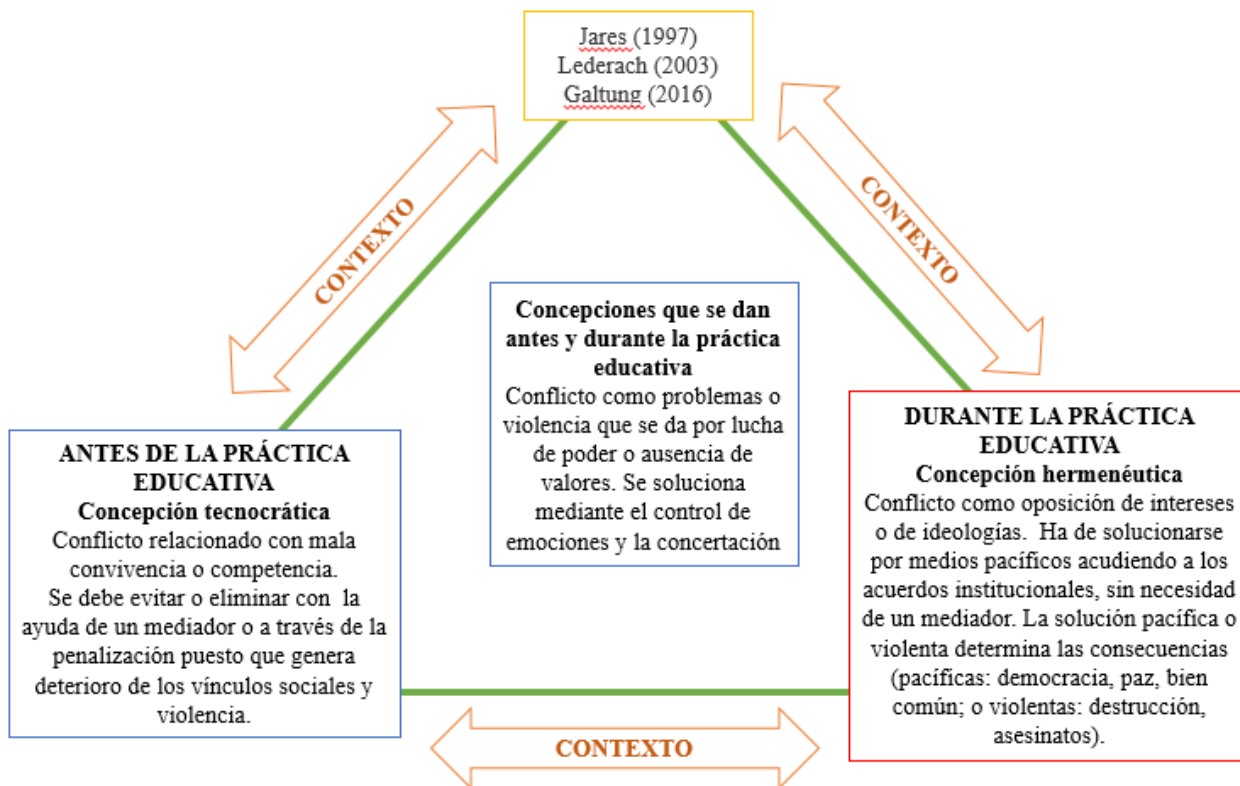 Jares (1997)
Lederach (2003)
Galtung (2016)
CONTEXTO
CONTEXTO
Concepciones que se dan
antes y durante la práctica
educativa
Conflicto como problemas o
violencia que se da por lucha
de poder o ausencia de
valores. Se soluciona
mediante el control de
emociones y la concertación
ANTES DE LA PRÁCTICA
EDUCATIVA
Concepción tecnocrática
Conflicto relacionado con mala
convivencia o competencia.
Se debe evitar o eliminar con la
ayuda de un mediador o a través de la
penalización puesto que genera
deterioro de los vínculos sociales y
violencia.
DURANTE LA PRÁCTICA
EDUCATIVA
Concepción hermenéutica
Conflicto como oposición de intereses
o de ideologías. Ha de solucionarse
por medios pacíficos acudiendo a los
acuerdos institucionales, sin necesidad
de un mediador. La solución pacífica o
violenta determina las consecuencias
(pacíficas: democracia, paz, bien
común; o violentas: destrucción,
asesinatos).
CONTEXTO